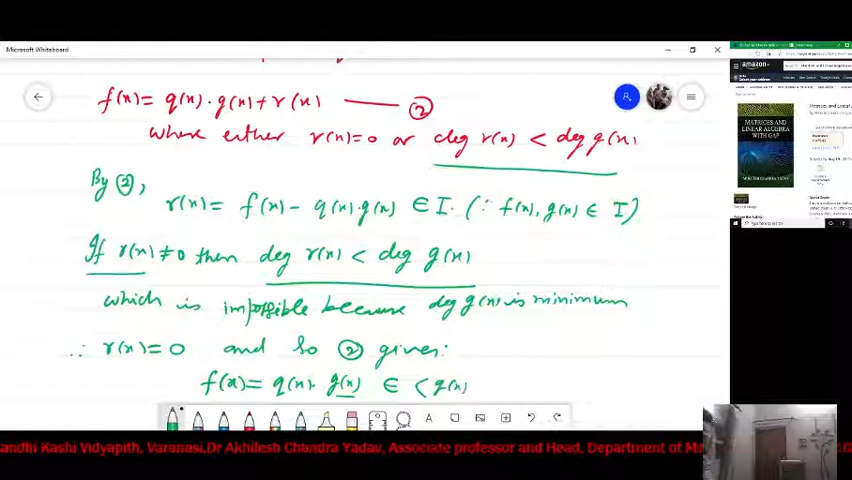 Microsoft Whiteboard
f(x) = q(x)·g(x)+r(x) —— ②
where either r(x)=0 or deg r(x) < deg g(x)
By ②,
r(x) = f(x) - q(x)·g(x) ∈ I. (∵ f(x), g(x) ∈ I)
If r(x) ≠ 0 then deg r(x) < deg g(x)
which is impossible because deg g(x) is minimum
∴ r(x) = 0 and so ② gives:
f(x) = q(x)· g(x) ∈ < g(x)
A
amazon
MATRICES AND
LINEAR ALGEBRA
WITH GAP
andhi Kashi Vidyapith, Varanasi,Dr Akhilesh Chandra Yadav, Associate professor and Head, Department of M